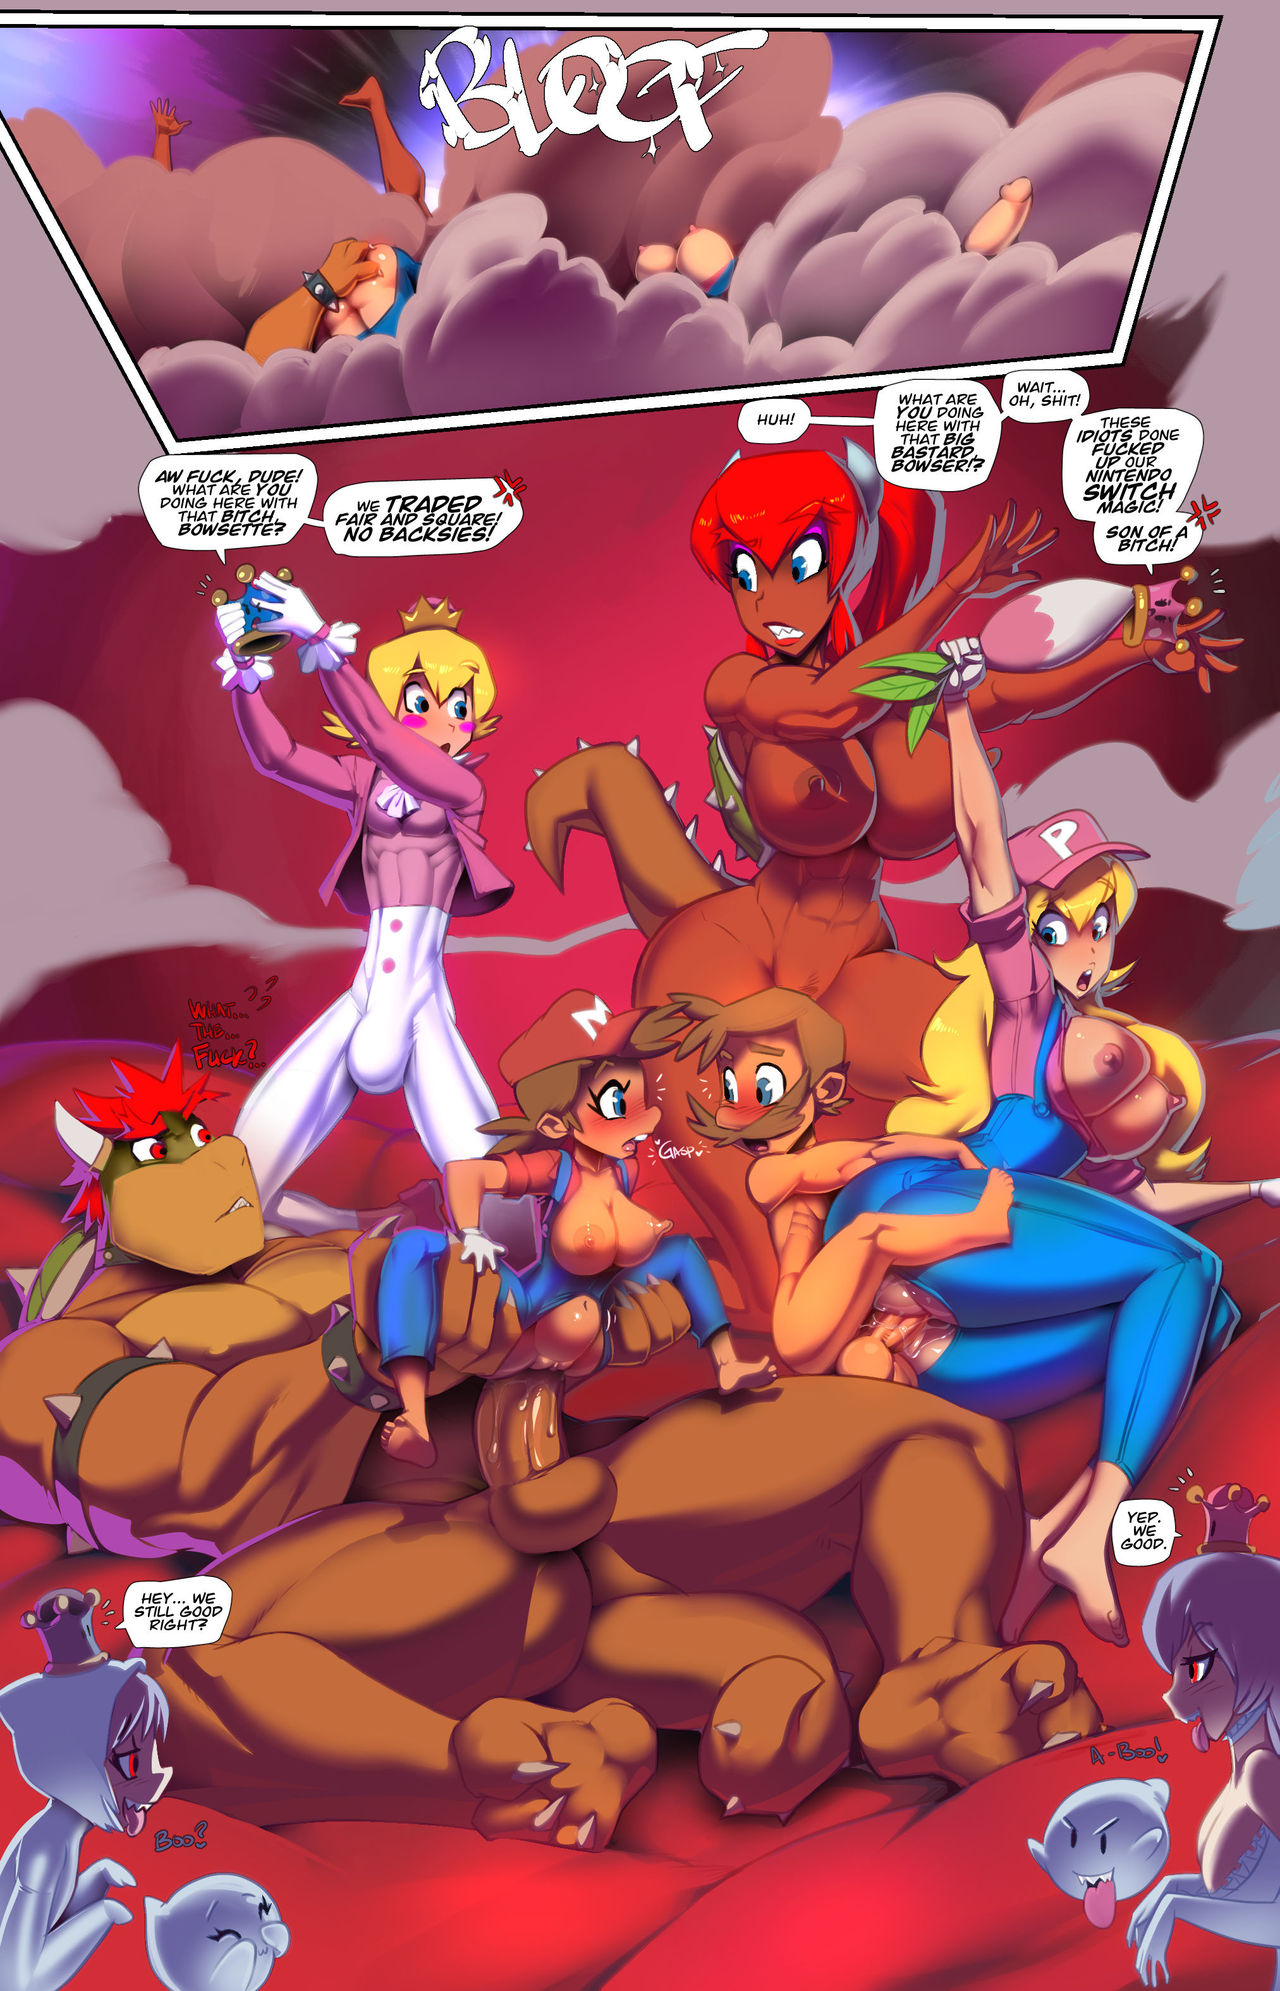 BLOOT
HUH!
WHAT ARE
YOU DOING
HERE WITH
THAT BIG
BASTARD,
BOWSER!?
WAIT...
OH, SHIT!
THESE
IDIOTS DONE
FUCKED
UP OUR
NINTENDO
SWITCH
MAGIC!
SON OF A
BITCH!
AW FUCK, DUDE!
WHAT ARE YOU
DOING HERE WITH
THAT BITCH,
BOWSETTE?
WE TRADED
FAIR AND SQUARE!
NO BACKSIES!
P
WHAT...
THE...
FUCK?...
??
M
GASP
YEP.
WE
GOOD.
HEY... WE
STILL GOOD
RIGHT?
A-BOO!
BOO?